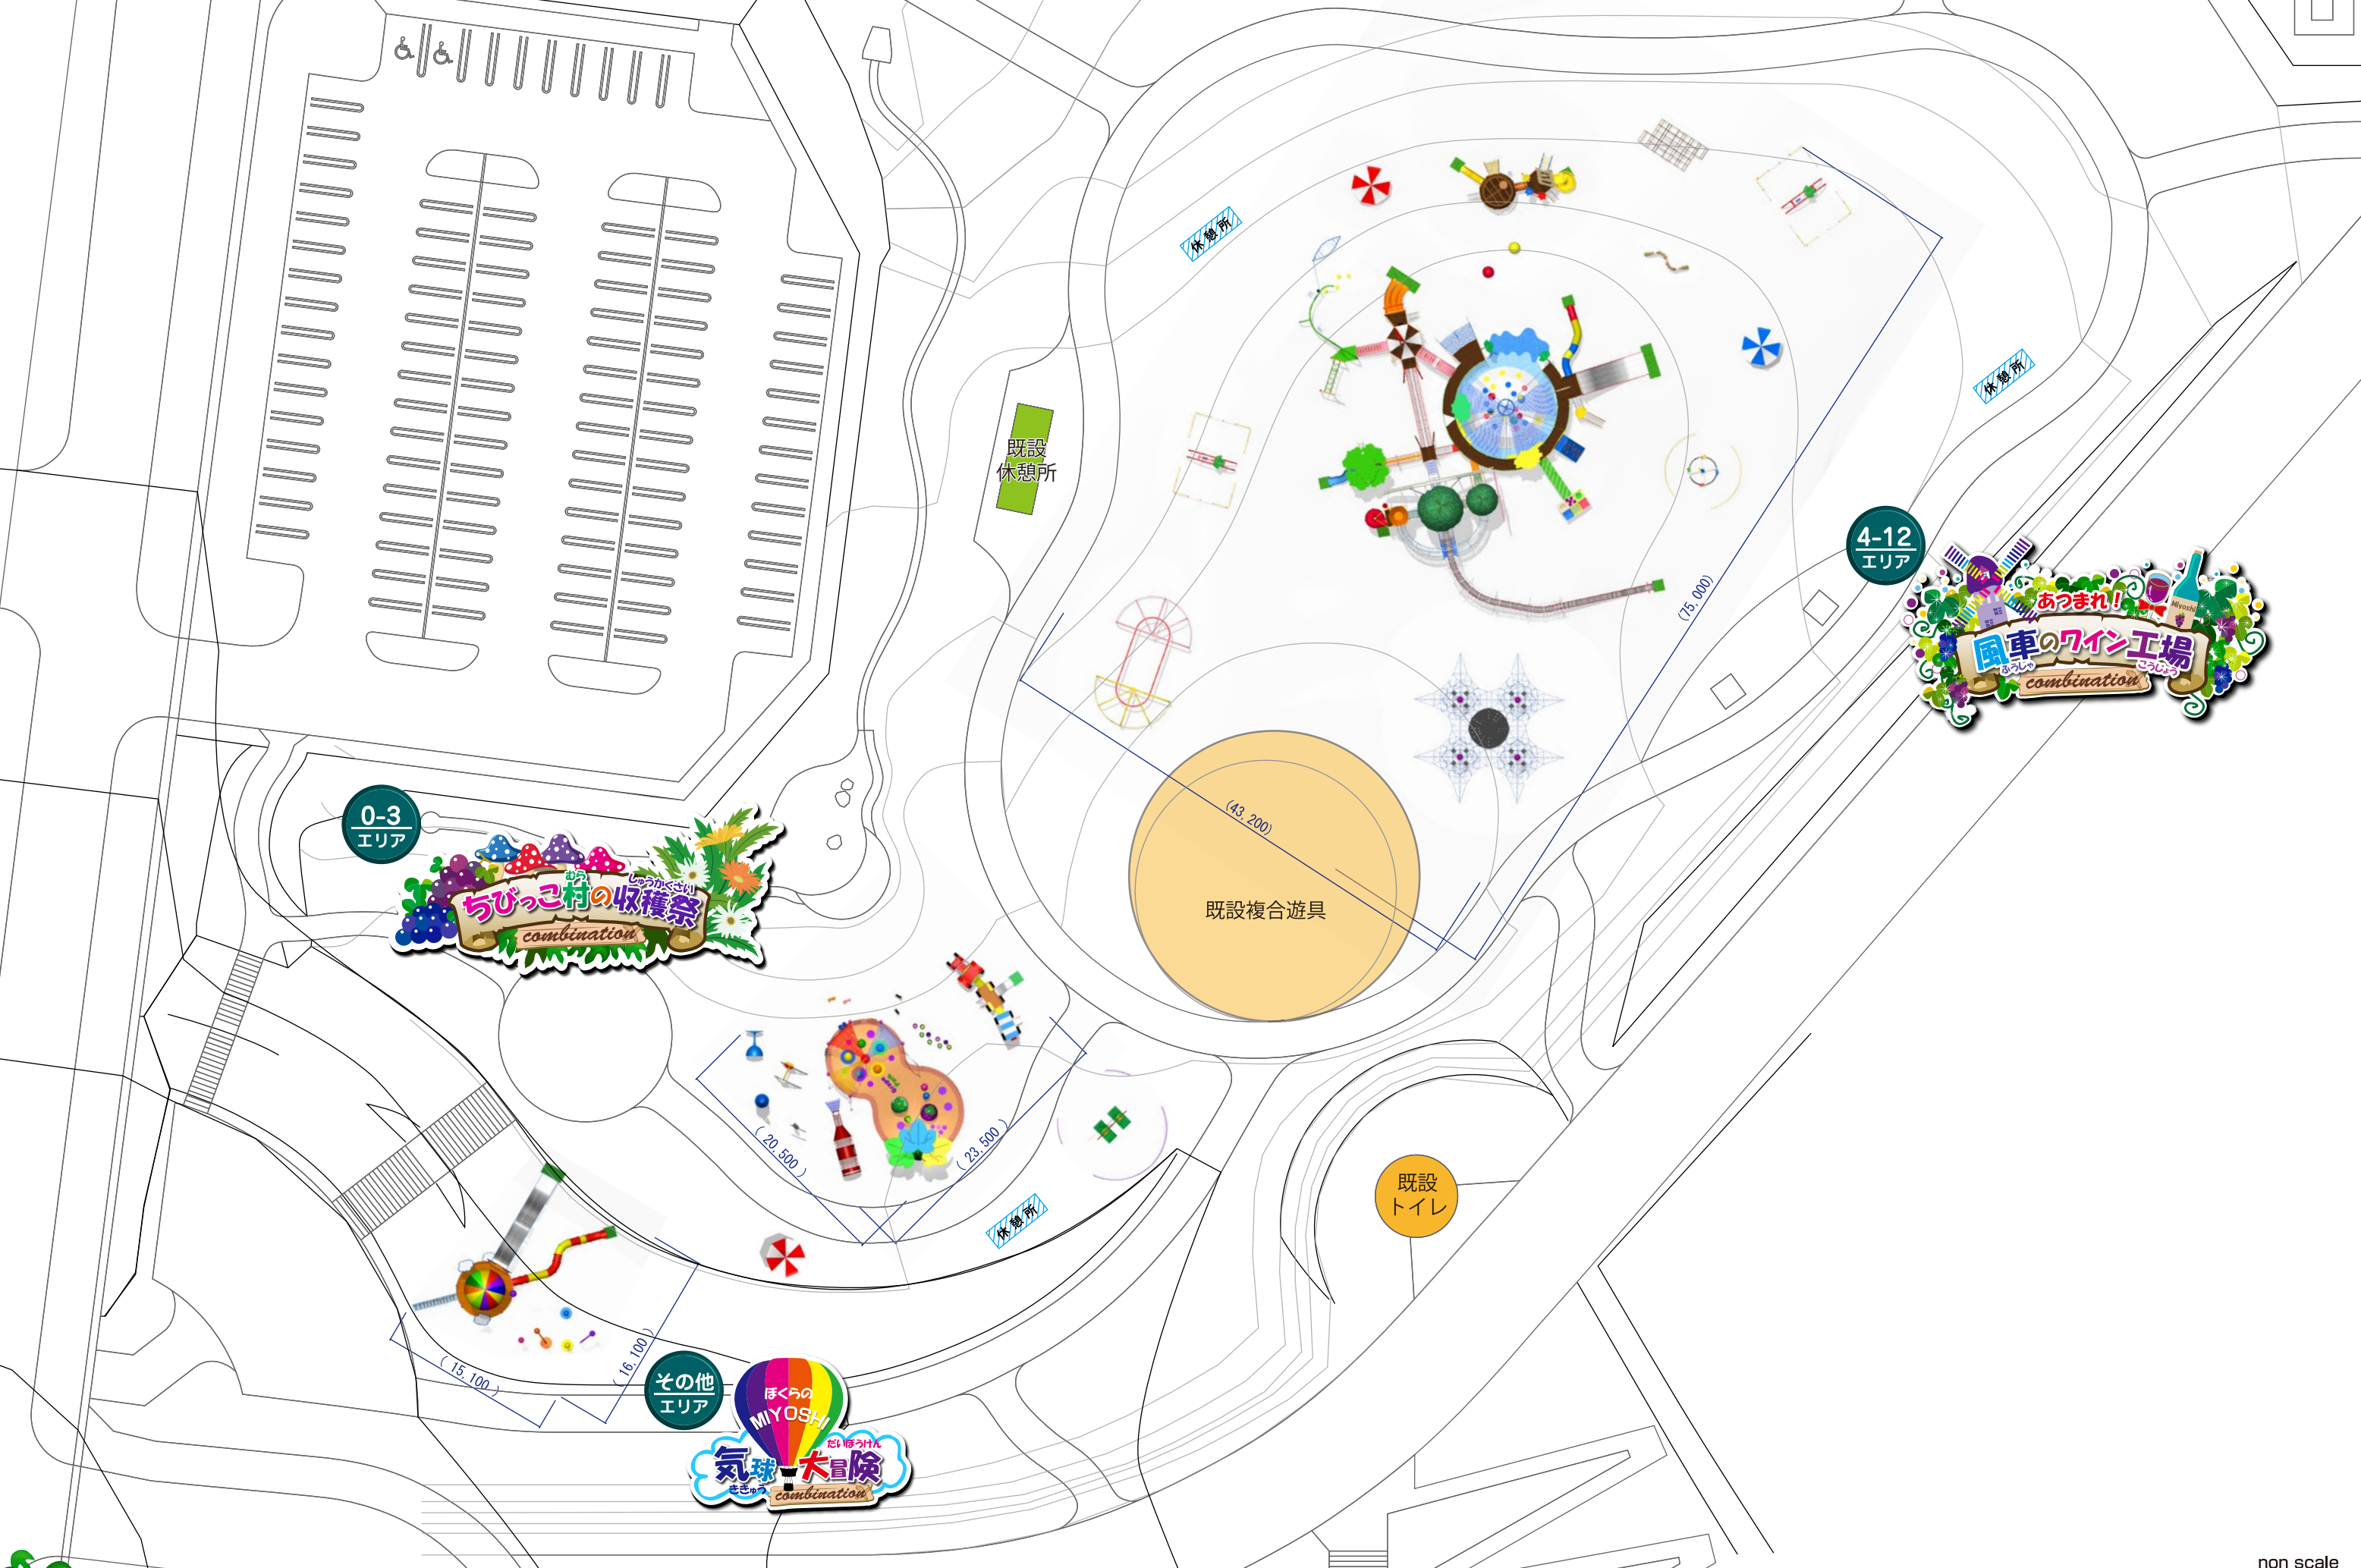 休憩所
休憩所
既設
休憩所
(75,000)
4-12
エリア
あつまれ！
Miyoshi
風車のワイン工場
ふうしゃ
こうじょう
combination
(43,200)
既設複合遊具
0-3
エリア
むら
しゅうかくさい
ちびっこ村の収穫祭
combination
(20,500)
(23,500)
休憩所
既設
トイレ
(15,100)
(16,100)
その他
エリア
ぼくらの
MIYOSHI
だいぼうけん
気球大冒険
ききゅう
combination
non scale